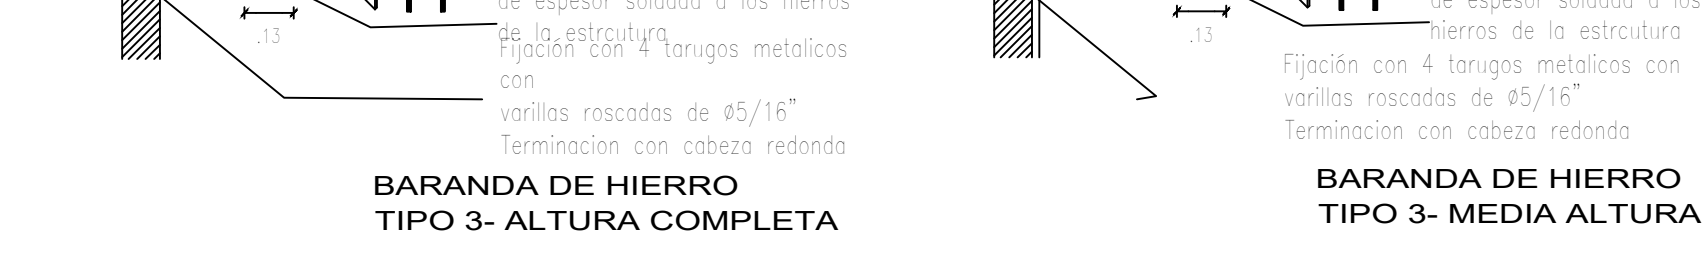 de espesor soldada a los hierros
de la estrcutura
.13
Fijación con 4 tarugos metalicos
con
varillas roscadas de ø5/16”
Terminacion con cabeza redonda
BARANDA DE HIERRO
TIPO 3- ALTURA COMPLETA
de espesor soldada a los
hierros de la estrcutura
.13
Fijación con 4 tarugos metalicos con
varillas roscadas de ø5/16”
Terminacion con cabeza redonda
BARANDA DE HIERRO
TIPO 3- MEDIA ALTURA